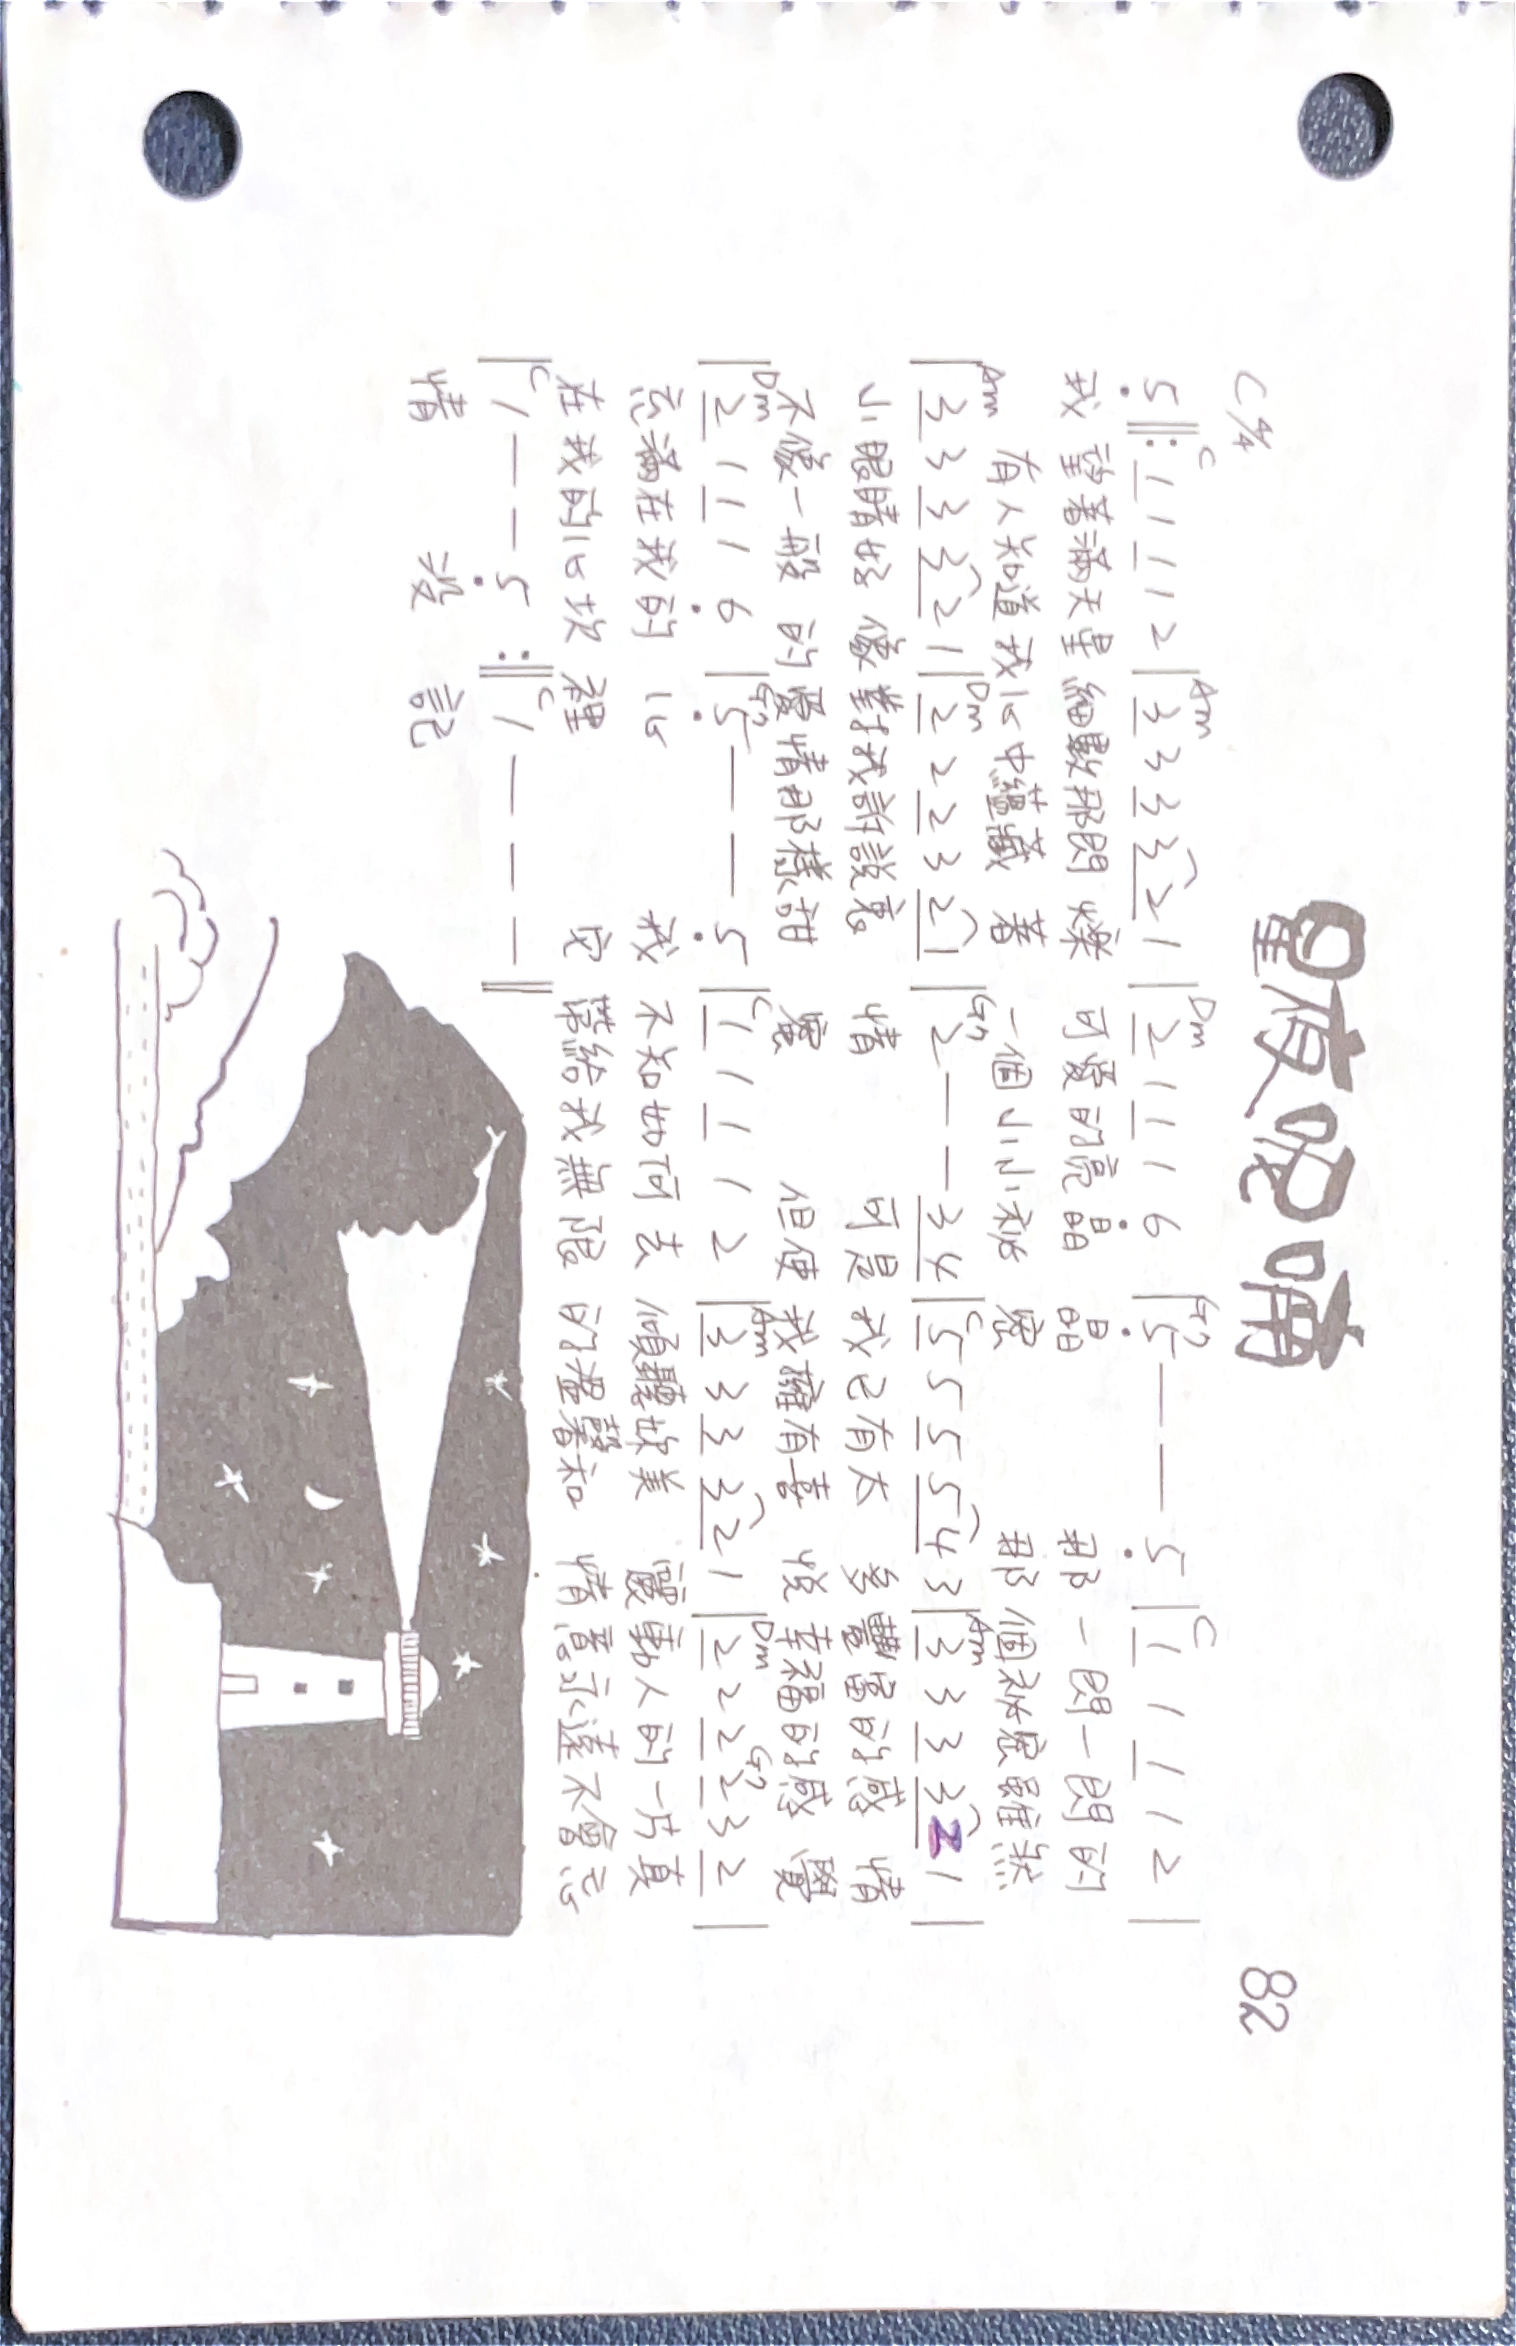 星夜呢喃
82
C 4/4
C Am Dm G7 C
5 ‖: 1 1 1 1 2 | 3 3 3 3 2 1 | 2 1 1 1 6 | 5 — — 5 | 1 1 1 1 2 |
我 望著滿天星 細數那閃 爍 可愛的亮晶 晶 那 一閃一閃的
有人知道我心中蘊藏 著 一個小小祕 密 那 個祕密雖然
Am Dm G7 C Am
| 3 3 3 3 2 1 | 2 2 2 3 2 1 | 2 — — 3 4 | 5 5 5 5 4 3 | 3 3 3 3 2 1 |
小眼睛好 像對我訴說衷 情 可是我已有太 多豐富的感 情
不像一般 的愛情那樣甜 蜜 但使我擁有喜 悅幸福的感 覺
Dm G7 C Am Dm G7
| 2 1 1 1 6 | 5 — — 5 | 1 1 1 1 2 | 3 3 3 3 2 1 | 2 2 2 2 3 2 |
充滿在我的 心 我 不知如何去 傾聽妳美 麗動人的一片真
在我的心坎 裡 它 帶給我無限 的溫馨和 情意永遠不會忘
C C
| 1 — — 5 :‖ 1 — — — ‖
情 沒 記